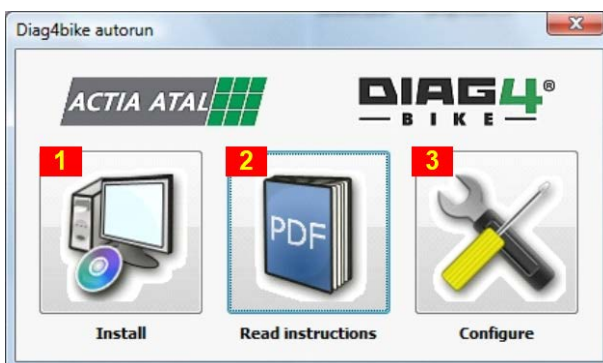 Diag4bike autorun
ACTIA ATAL
DIAG4®
BIKE
1
2
3
PDF
Install
Read instructions
Configure